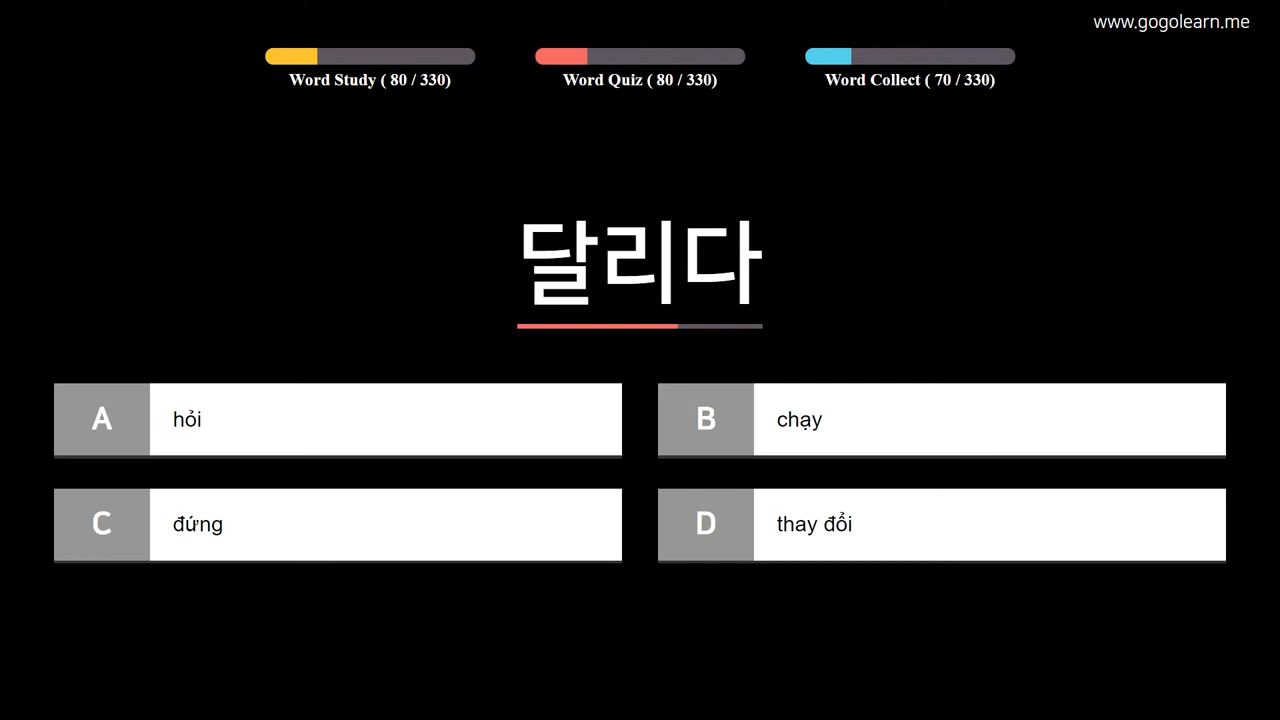 www.gogolearn.me
Word Study ( 80 / 330)
Word Quiz ( 80 / 330)
Word Collect ( 70 / 330)
달리다
A hỏi
B chạy
C đứng
D thay đổi